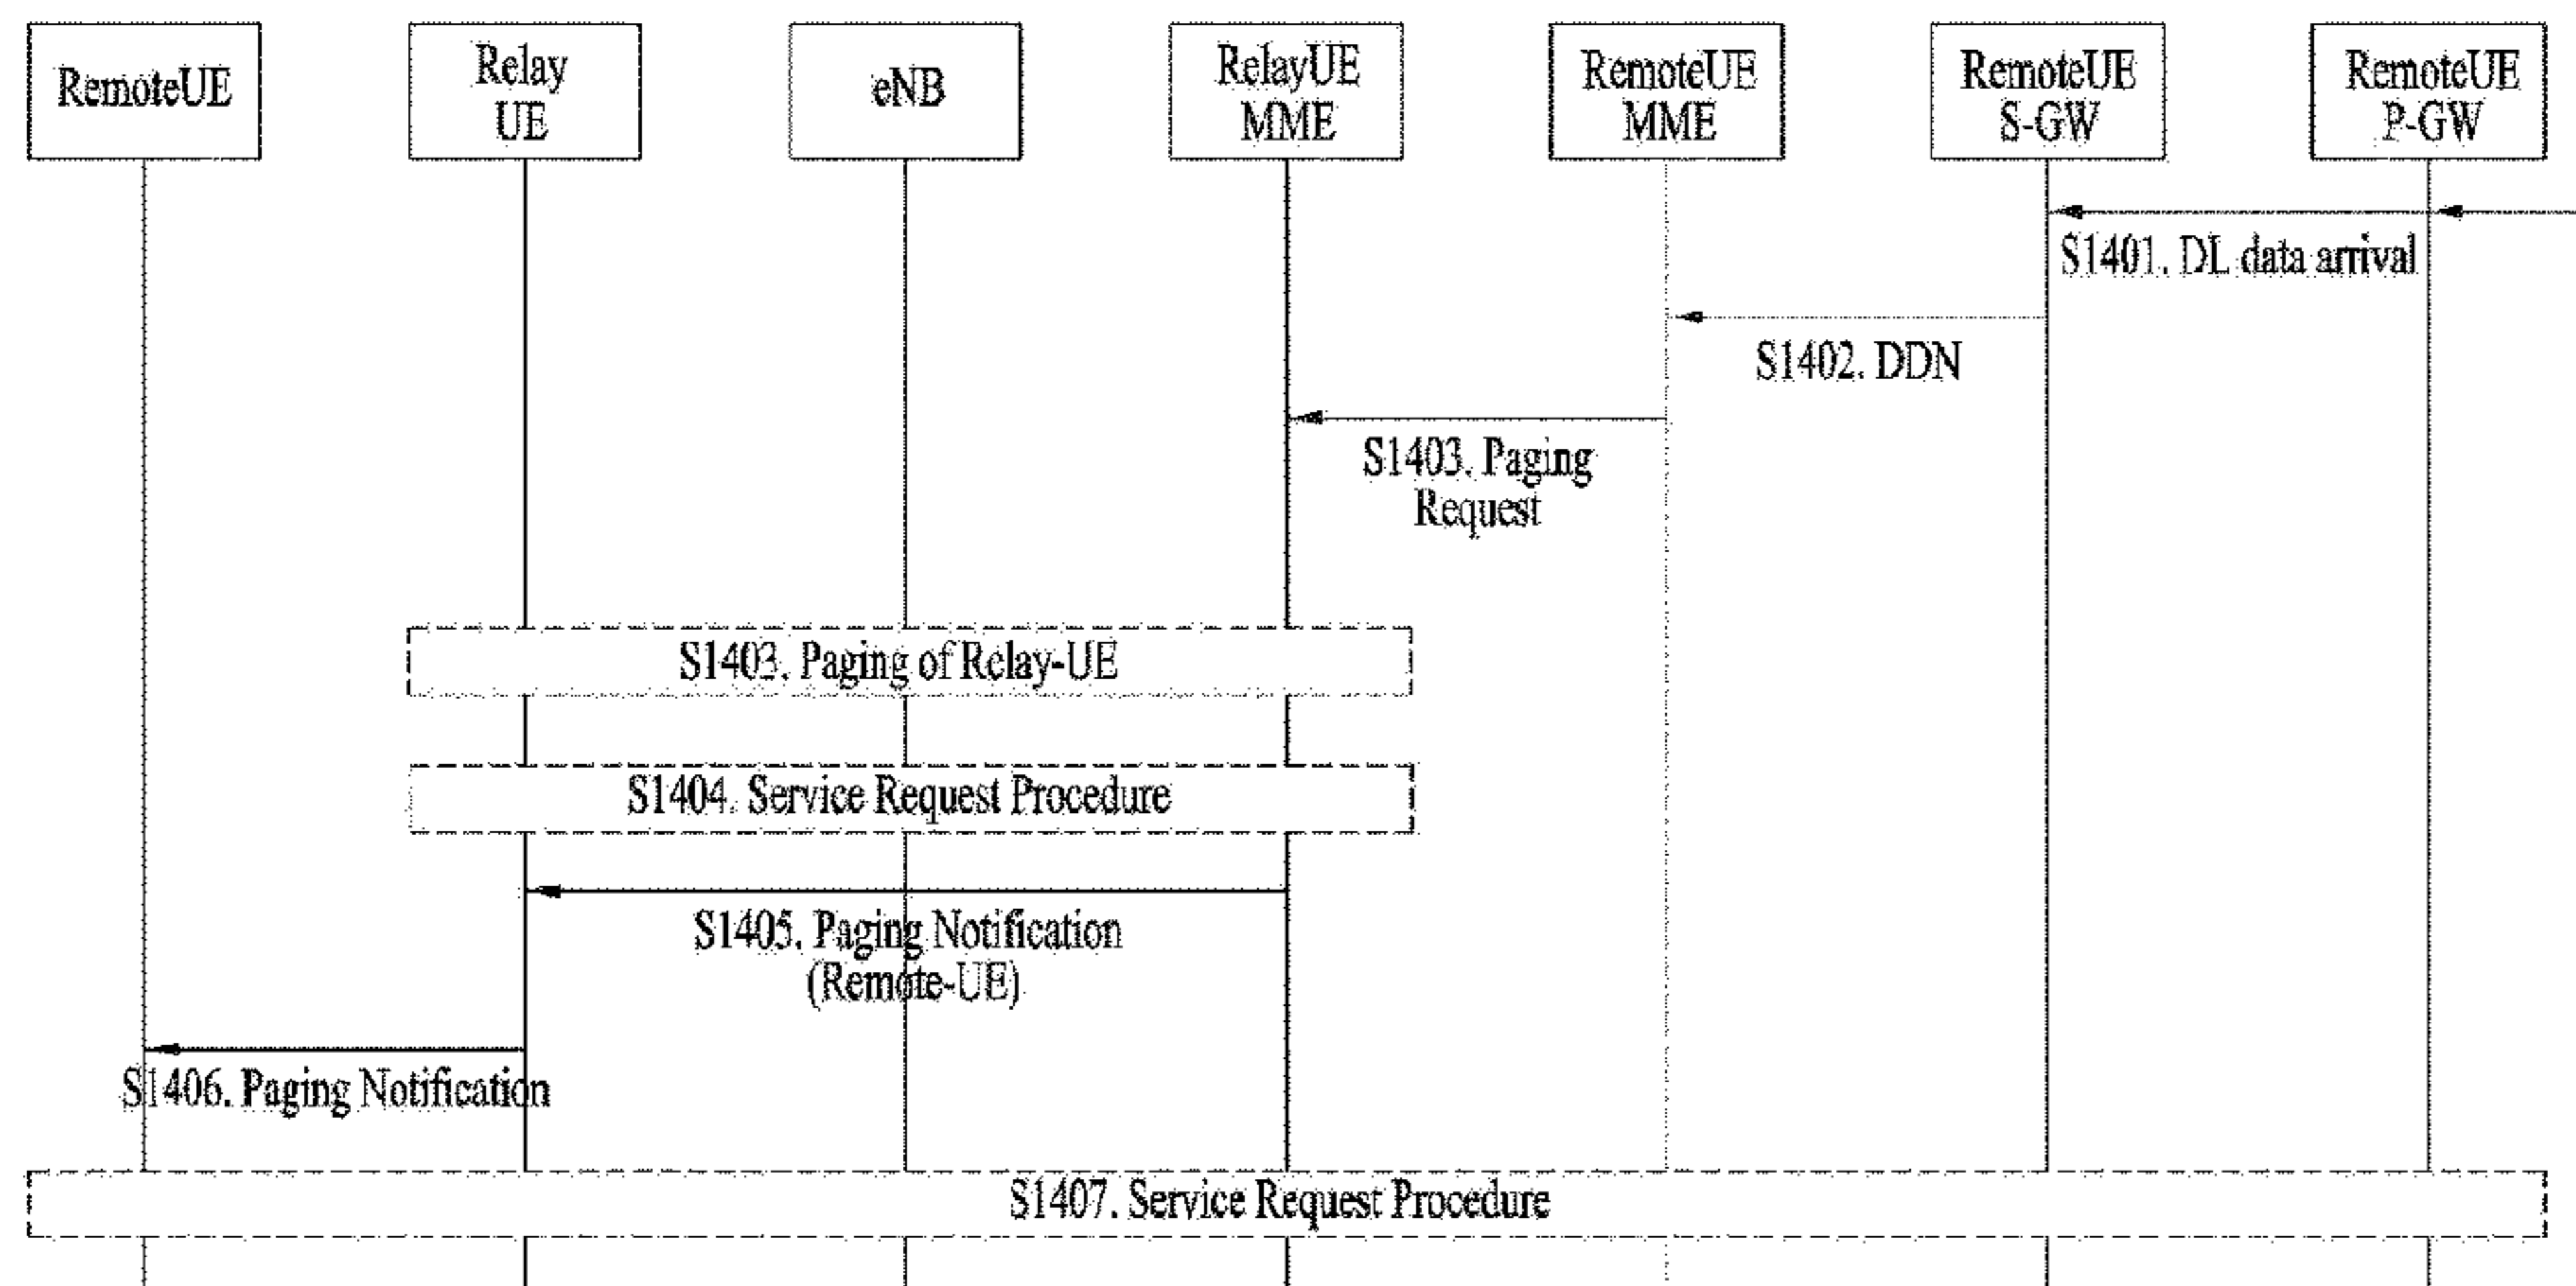 RemoteUE
Relay
UE
eNB
RelayUE
MME
RemoteUE
MME
RemoteUE
S-GW
RemoteUE
P-GW
S1401. DL data arrival
S1402. DDN
S1403. Paging
Request
S1403. Paging of Relay-UE
S1404. Service Request Procedure
S1405. Paging Notification
(Remote-UE)
S1406. Paging Notification
S1407. Service Request Procedure